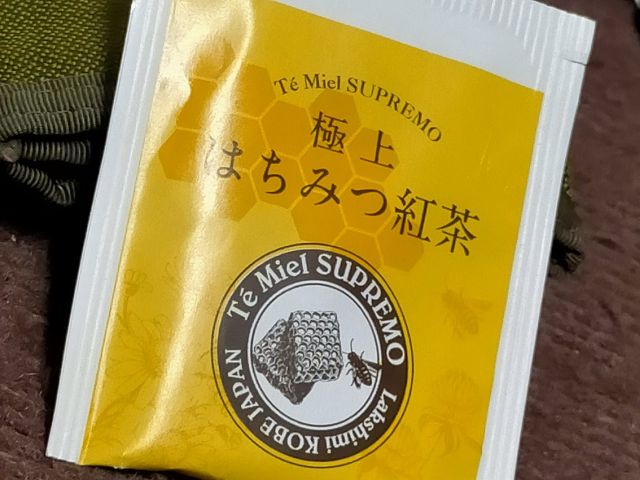 Té Miel SUPREMO
極上
はちみつ紅茶
Té Miel SUPREMO
Lakshimi KOBE JAPAN